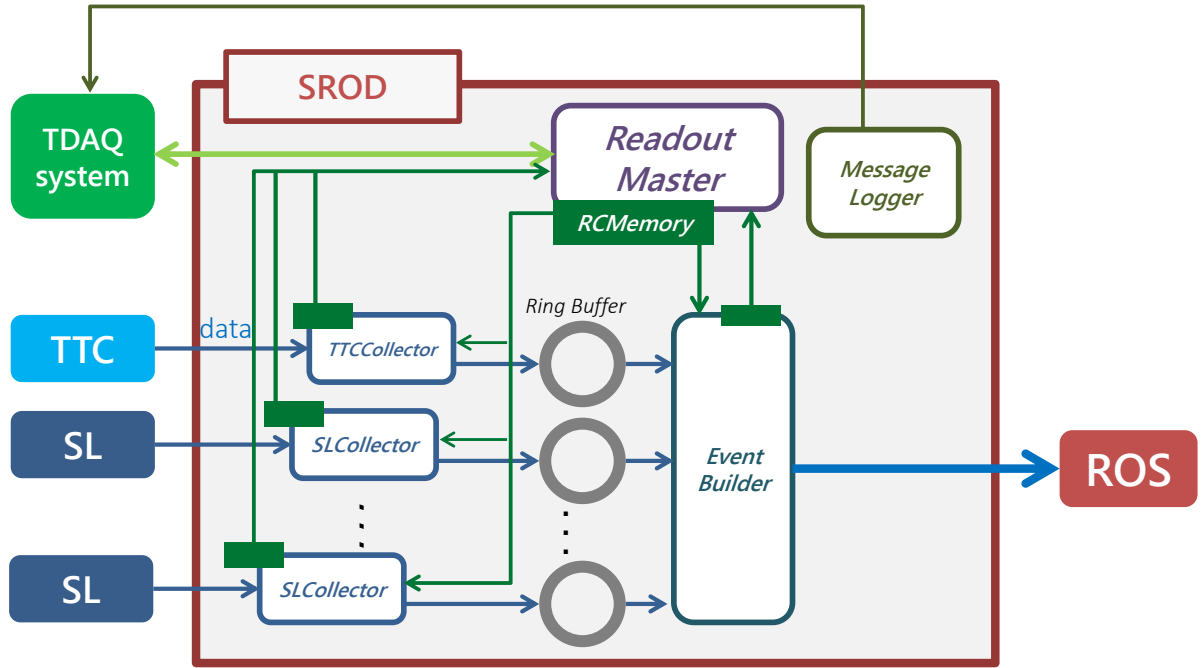 SROD
TDAQ
system
Readout
Master
Message
Logger
RCMemory
Ring Buffer
TTC
data
TTCCollector
SL
SLCollector
Event
Builder
ROS
SL
SLCollector